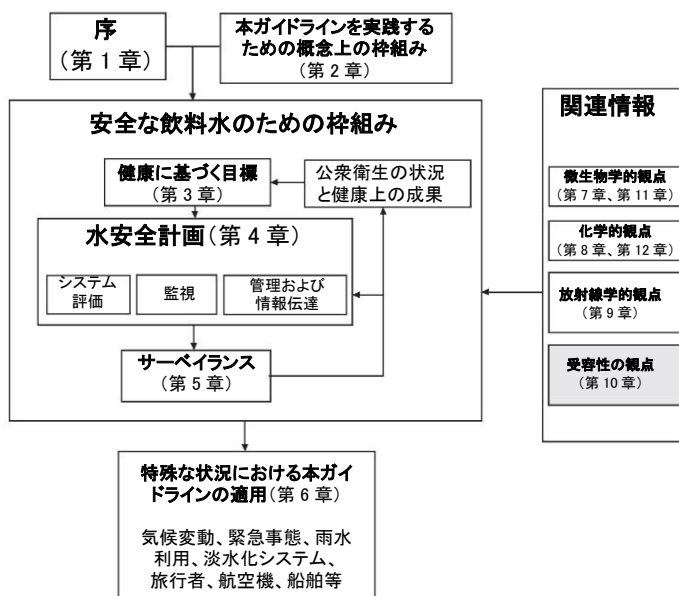 序
(第 1 章)
本ガイドラインを実践する
ための概念上の枠組み
(第 2 章)
安全な飲料水のための枠組み
健康に基づく目標
(第 3 章)
公衆衛生の状況
と健康上の成果
水安全計画(第 4 章)
システム
評価
監視
管理および
情報伝達
サーベイランス
(第 5 章)
関連情報
微生物学的観点
(第 7 章、第 11 章)
化学的観点
(第 8 章、第 12 章)
放射線学的観点
(第 9 章)
受容性の観点
(第 10 章)
特殊な状況における本ガイ
ドラインの適用(第 6 章)
気候変動、緊急事態、雨水
利用、淡水化システム、
旅行者、航空機、船舶等